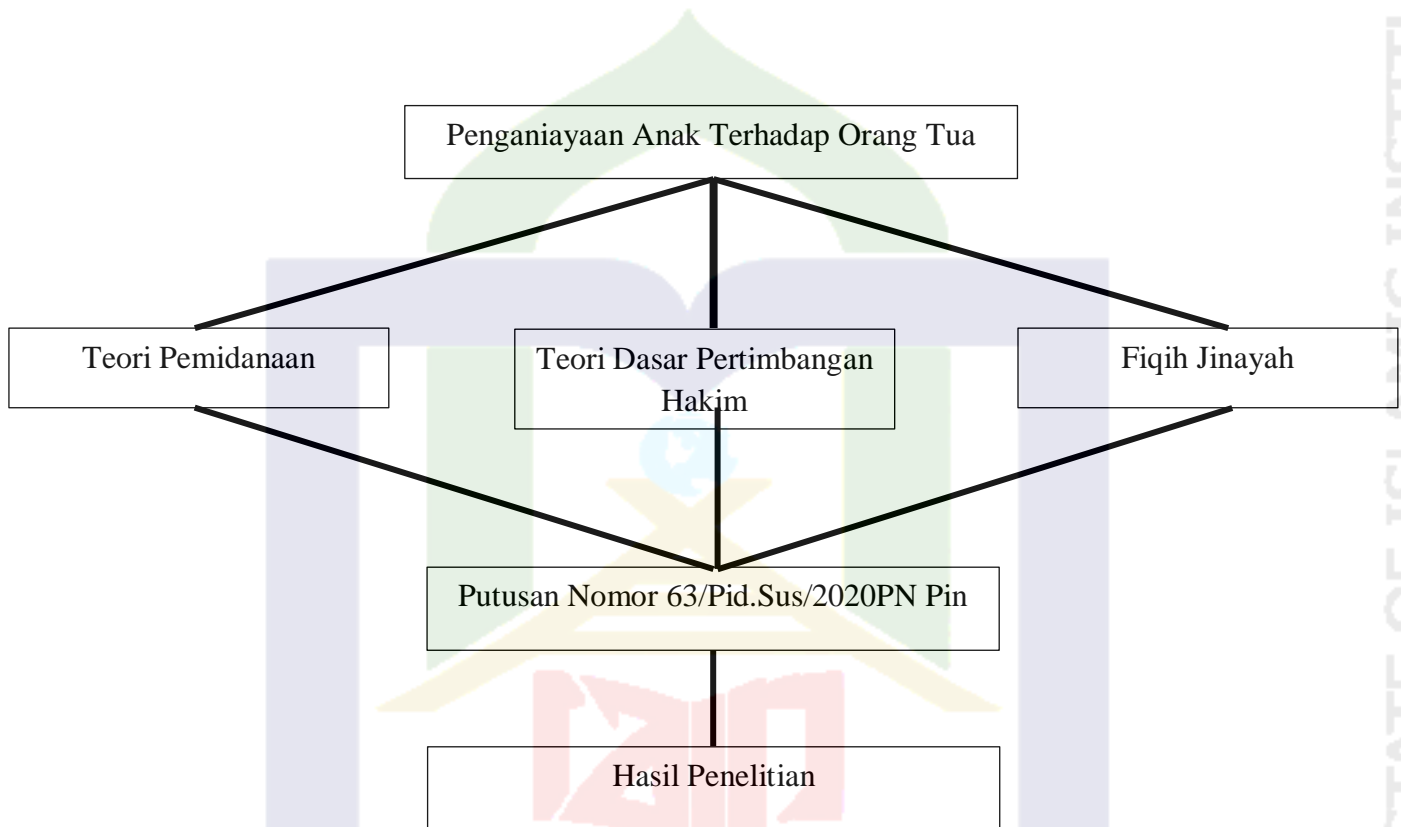 Penganiayaan Anak Terhadap Orang Tua
Teori Pemidanaan
Teori Dasar Pertimbangan
Hakim
Fiqih Jinayah
Putusan Nomor 63/Pid.Sus/2020PN Pin
Hasil Penelitian